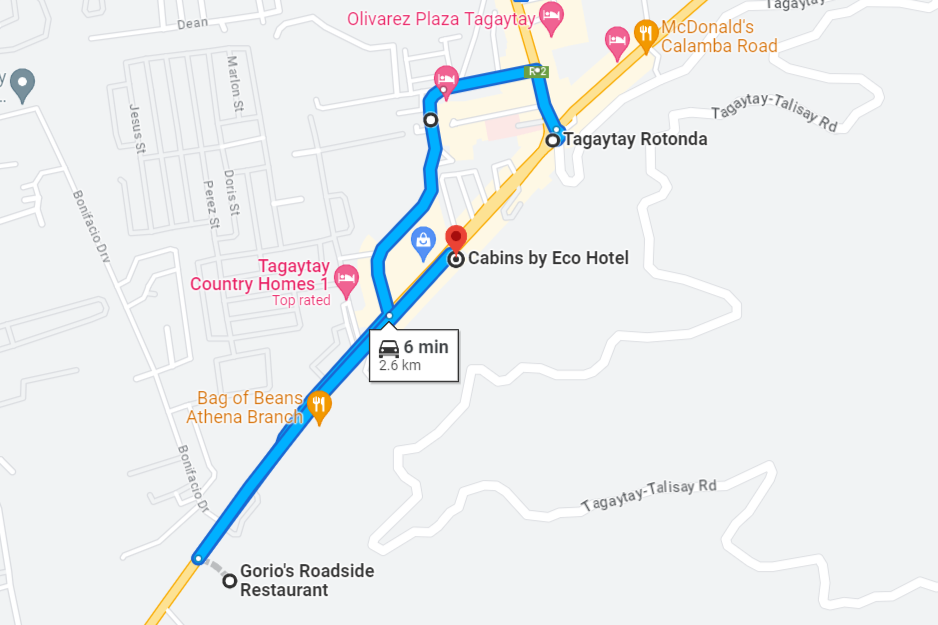 Olivarez Plaza Tagaytay
McDonald's
Calamba Road
Dean
Marlon St
Jesus St
R-2
Tagaytay-Talisay Rd
Tagaytay Rotonda
Doris St
Perez St
Bonifacio Drv
Tagaytay
Country Homes 1
Top rated
Cabins by Eco Hotel
6 min
2.6 km
Bag of Beans
Athena Branch
Bonifacio Dr
Tagaytay-Talisay Rd
Gorio's Roadside
Restaurant